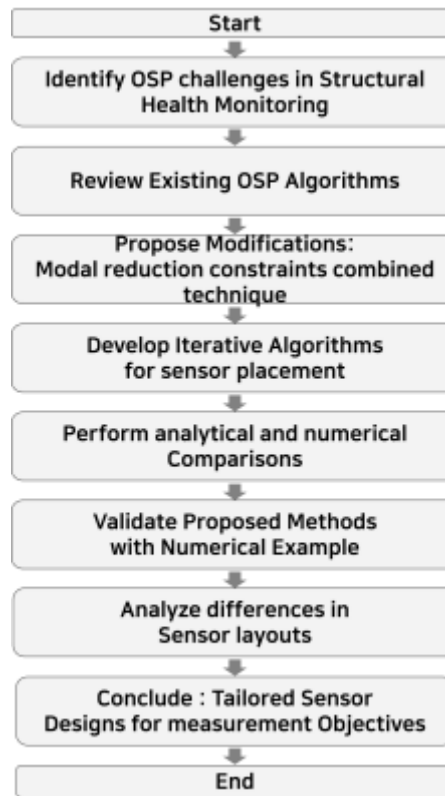 Start
Identify OSP challenges in Structural
Health Monitoring
Review Existing OSP Algorithms
Propose Modifications:
Modal reduction constraints combined
technique
Develop Iterative Algorithms
for sensor placement
Perform analytical and numerical
Comparisons
Validate Proposed Methods
with Numerical Example
Analyze differences in
Sensor layouts
Conclude : Tailored Sensor
Designs for measurement Objectives
End